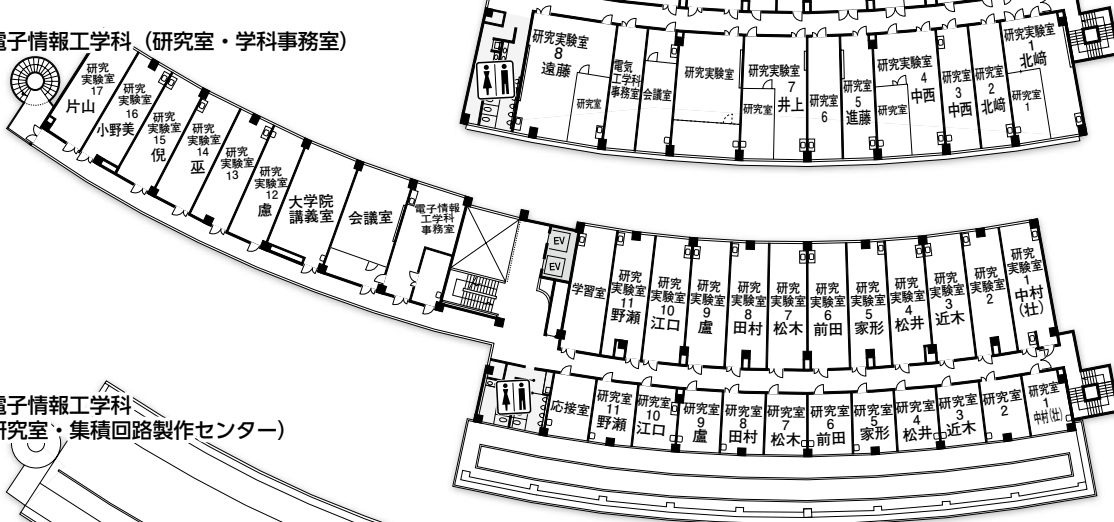 電子情報工学科（研究室・学科事務室）
研究
実験室
17
片山
研究
実験室
16
小野美
研究
実験室
15
倪
研究
実験室
14
巫
研究
実験室
13
研究
実験室
12
慮
大学院
講義室
会議室
電子情報
工学科
事務室
EV
EV
研究実験室
8
遠藤
研究室
電気
工学科
事務室
会議室
研究実験室
研究実験室
7
井上
研究室
研究室
6
研究室
5
進藤
研究実験室
4
中西
研究室
研究室
3
中西
研究室
2
北﨑
研究実験室
1
北﨑
研究室
1
学習室
研究
実験室
11
野瀬
研究
実験室
10
江口
研究
実験室
9
盧
研究
実験室
8
田村
研究
実験室
7
松木
研究
実験室
6
前田
研究
実験室
5
家形
研究
実験室
4
松井
研究
実験室
3
近木
研究
実験室
2
研究
実験室
1
中村
（壮）
応接室
研究室
11
野瀬
研究室
10
江口
研究室
9
盧
研究室
8
田村
研究室
7
松木
研究室
6
前田
研究室
5
家形
研究室
4
松井
研究室
3
近木
研究室
2
研究室
1
中村（壮）
電子情報工学科
研究室・集積回路製作センター）